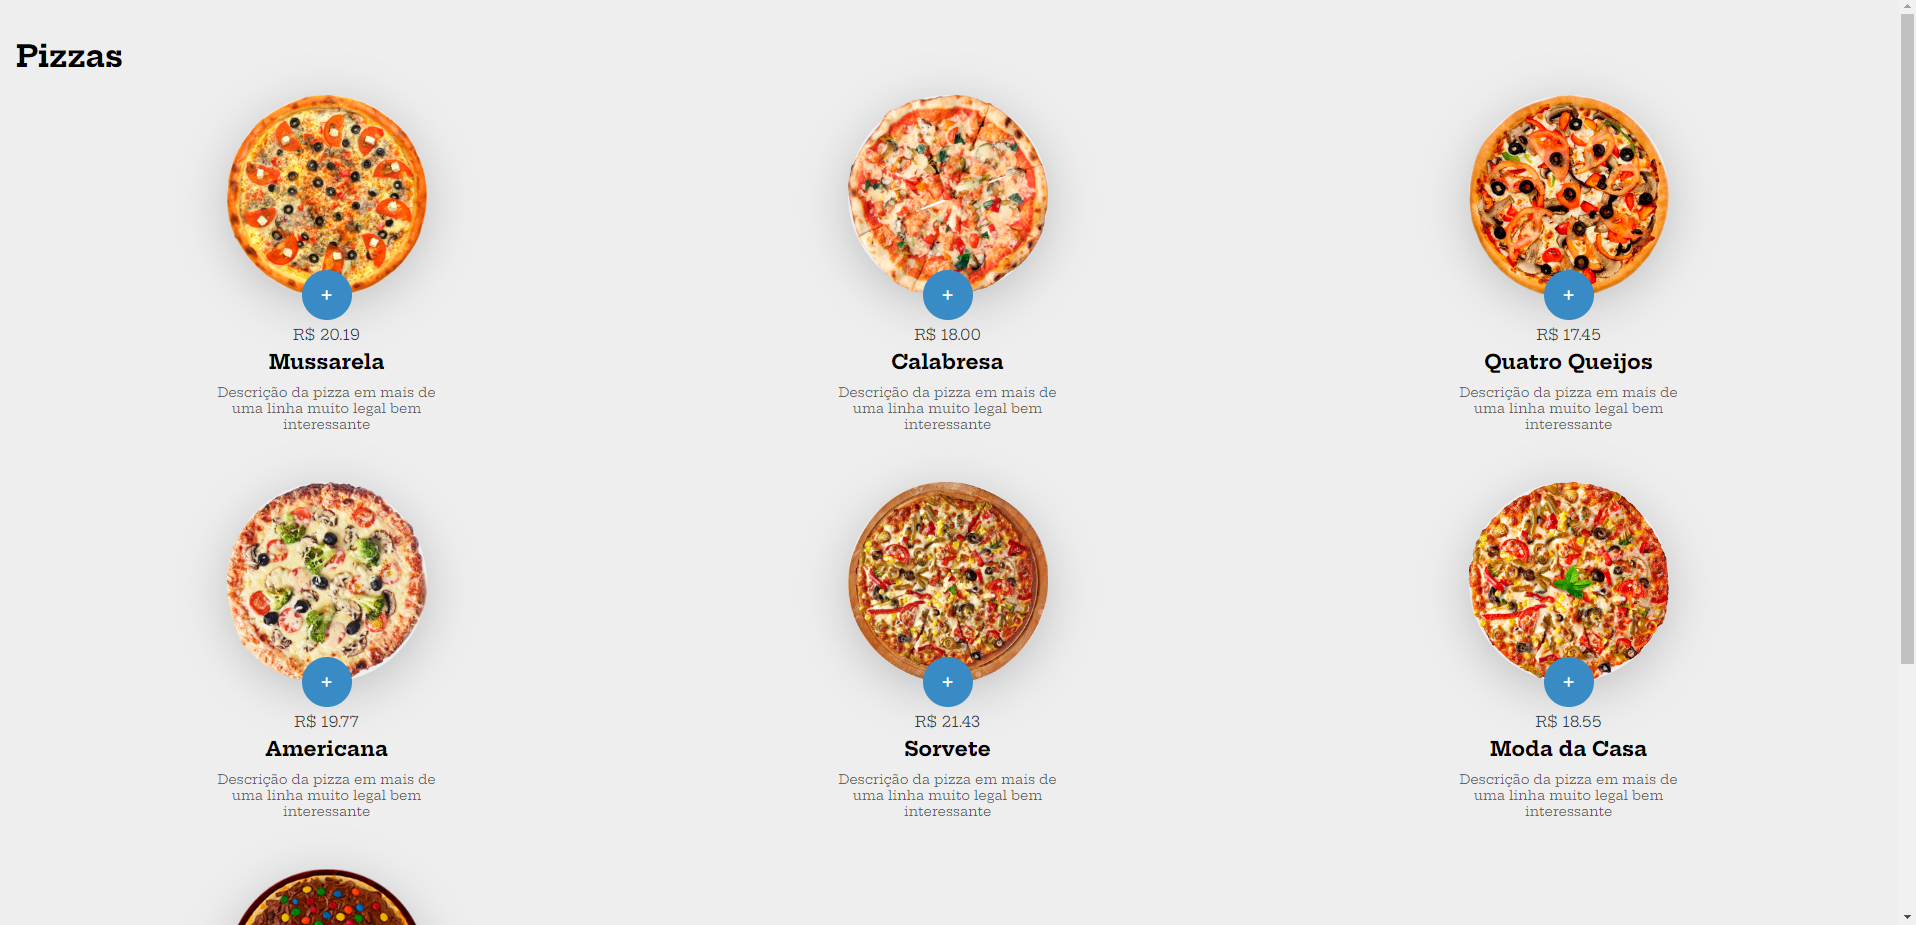 Pizzas
+
+
+
R$ 20.19
R$ 18.00
R$ 17.45
Mussarela
Calabresa
Quatro Queijos
Descrição da pizza em mais de
uma linha muito legal bem
interessante
Descrição da pizza em mais de
uma linha muito legal bem
interessante
Descrição da pizza em mais de
uma linha muito legal bem
interessante
+
+
+
R$ 19.77
R$ 21.43
R$ 18.55
Americana
Sorvete
Moda da Casa
Descrição da pizza em mais de
uma linha muito legal bem
interessante
Descrição da pizza em mais de
uma linha muito legal bem
interessante
Descrição da pizza em mais de
uma linha muito legal bem
interessante